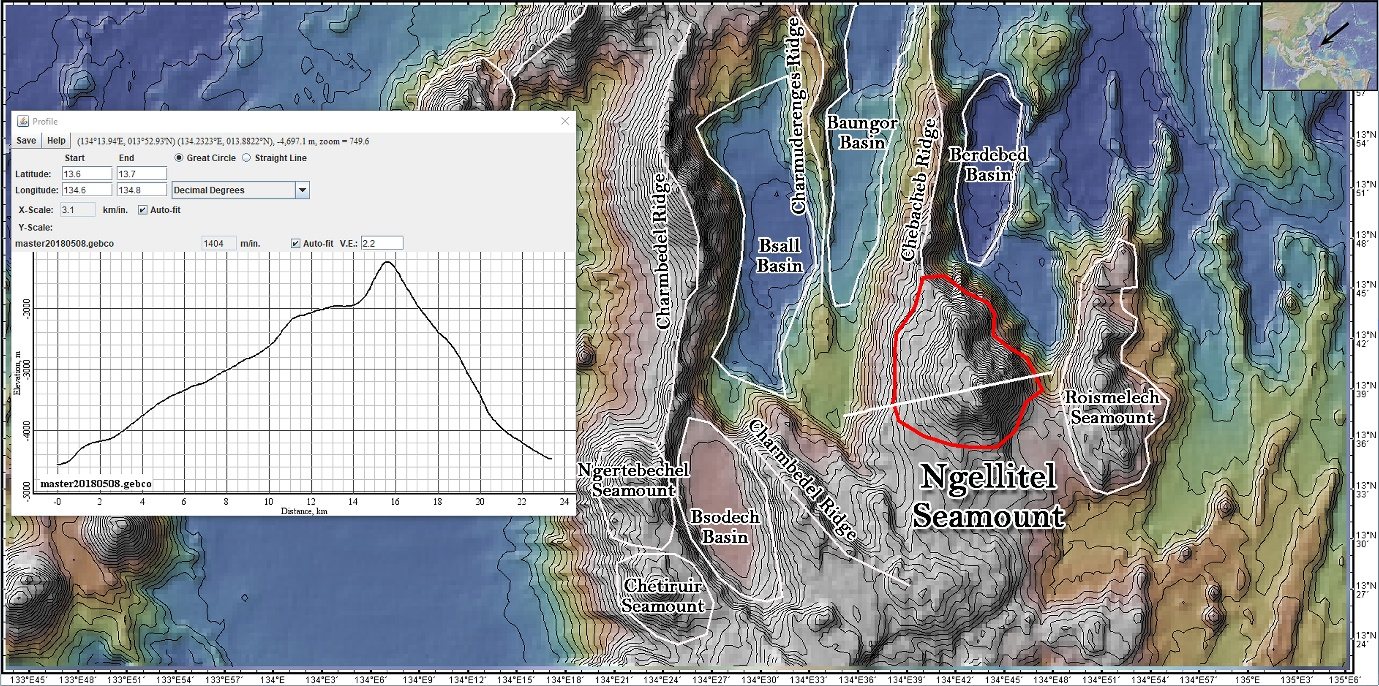 Profile
Save Help (134°13.94'E, 013°52.93'N) (134.2323°E, 013.8822°N), -4,697.1 m, zoom = 749.6
Start End Great Circle Straight Line
Latitude: 13.6 13.7
Longitude: 134.6 134.8 Decimal Degrees
X-Scale: 3.1 km/in. Auto-fit
Y-Scale:
master20180508.gebco 1404 m/in. Auto-fit V.E.: 2.2
Elevation, m
-2000
-3000
-4000
-5000
master20180508.gebco
-0 2 4 6 8 10 12 14 16 18 20 22 24
Distance, km
Charmbedel Ridge
Bsall
Basin
Charmuderenges Ridge
Baungor
Basin
Chebacheb Ridge
Berdebed
Basin
Roismelech
Seamount
Ngellitel
Seamount
Charmbedel Ridge
Ngertebechel
Seamount
Bsodech
Basin
Chetiruir
Seamount
57'
13°N
54'
13°N
51'
13°N
48'
13°N
45'
13°N
42'
13°N
39'
13°N
36'
13°N
33'
13°N
30'
13°N
27'
13°N
24'
133°E45' 133°E48' 133°E51' 133°E54' 133°E57' 134°E 134°E3' 134°E6' 134°E9' 134°E12' 134°E15' 134°E18' 134°E21' 134°E24' 134°E27' 134°E30' 134°E33' 134°E36' 134°E39' 134°E42' 134°E45' 134°E48' 134°E51' 134°E54' 134°E57' 135°E 135°E3' 135°E6'